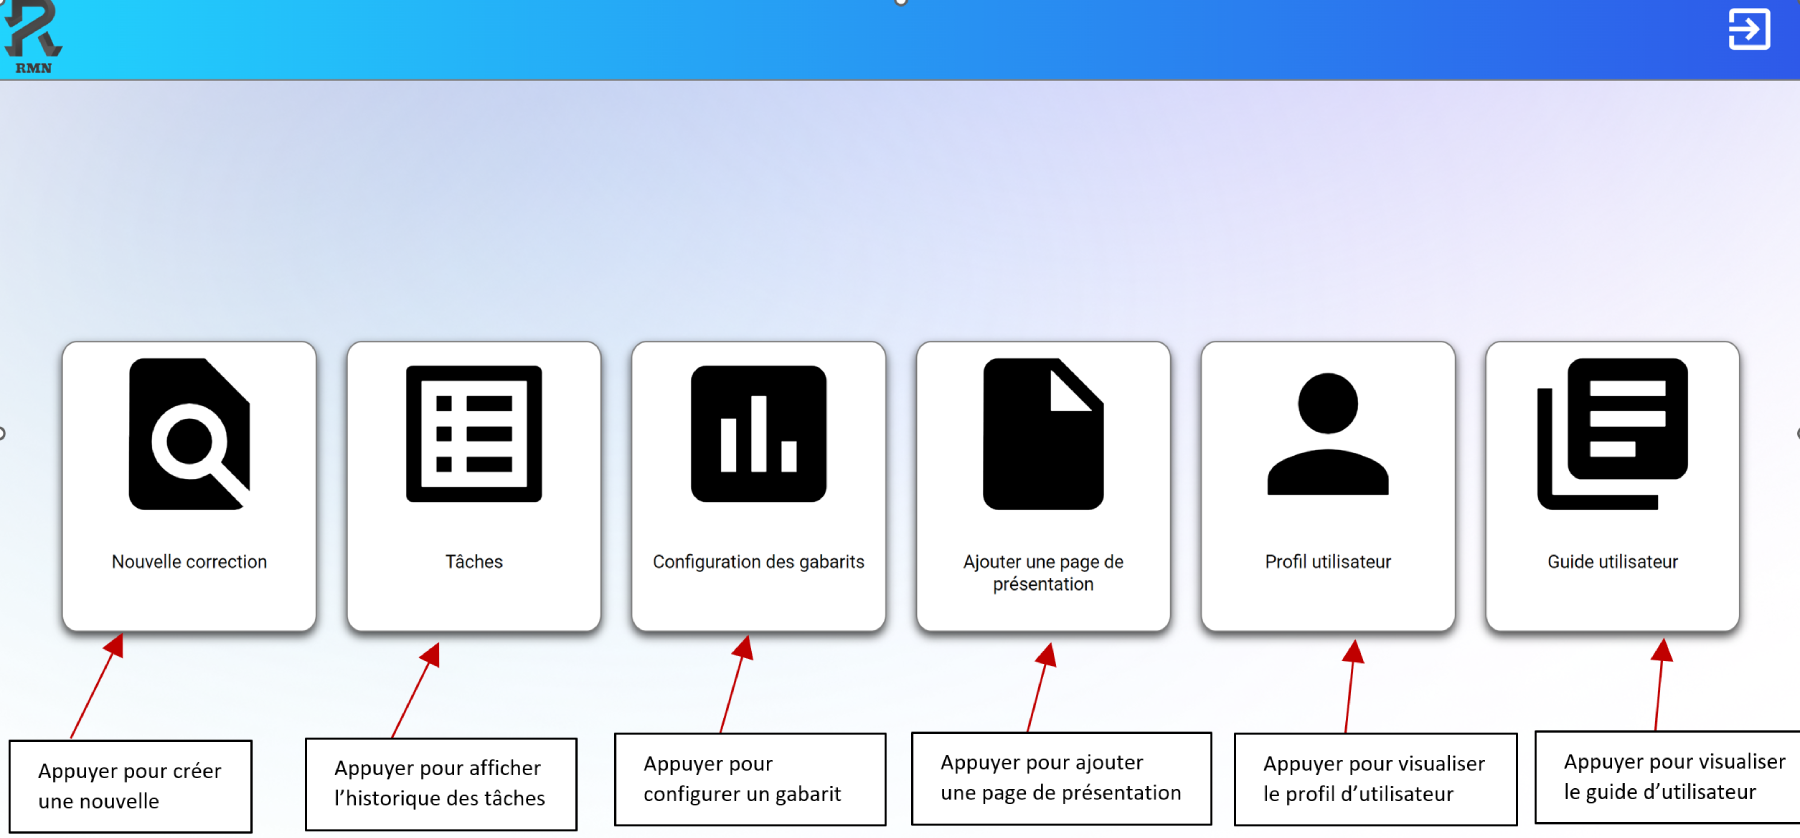 RMN
Nouvelle correction
Tâches
Configuration des gabarits
Ajouter une page de
présentation
Profil utilisateur
Guide utilisateur
Appuyer pour créer
une nouvelle
Appuyer pour afficher
l’historique des tâches
Appuyer pour
configurer un gabarit
Appuyer pour ajouter
une page de présentation
Appuyer pour visualiser
le profil d’utilisateur
Appuyer pour visualiser
le guide d’utilisateur